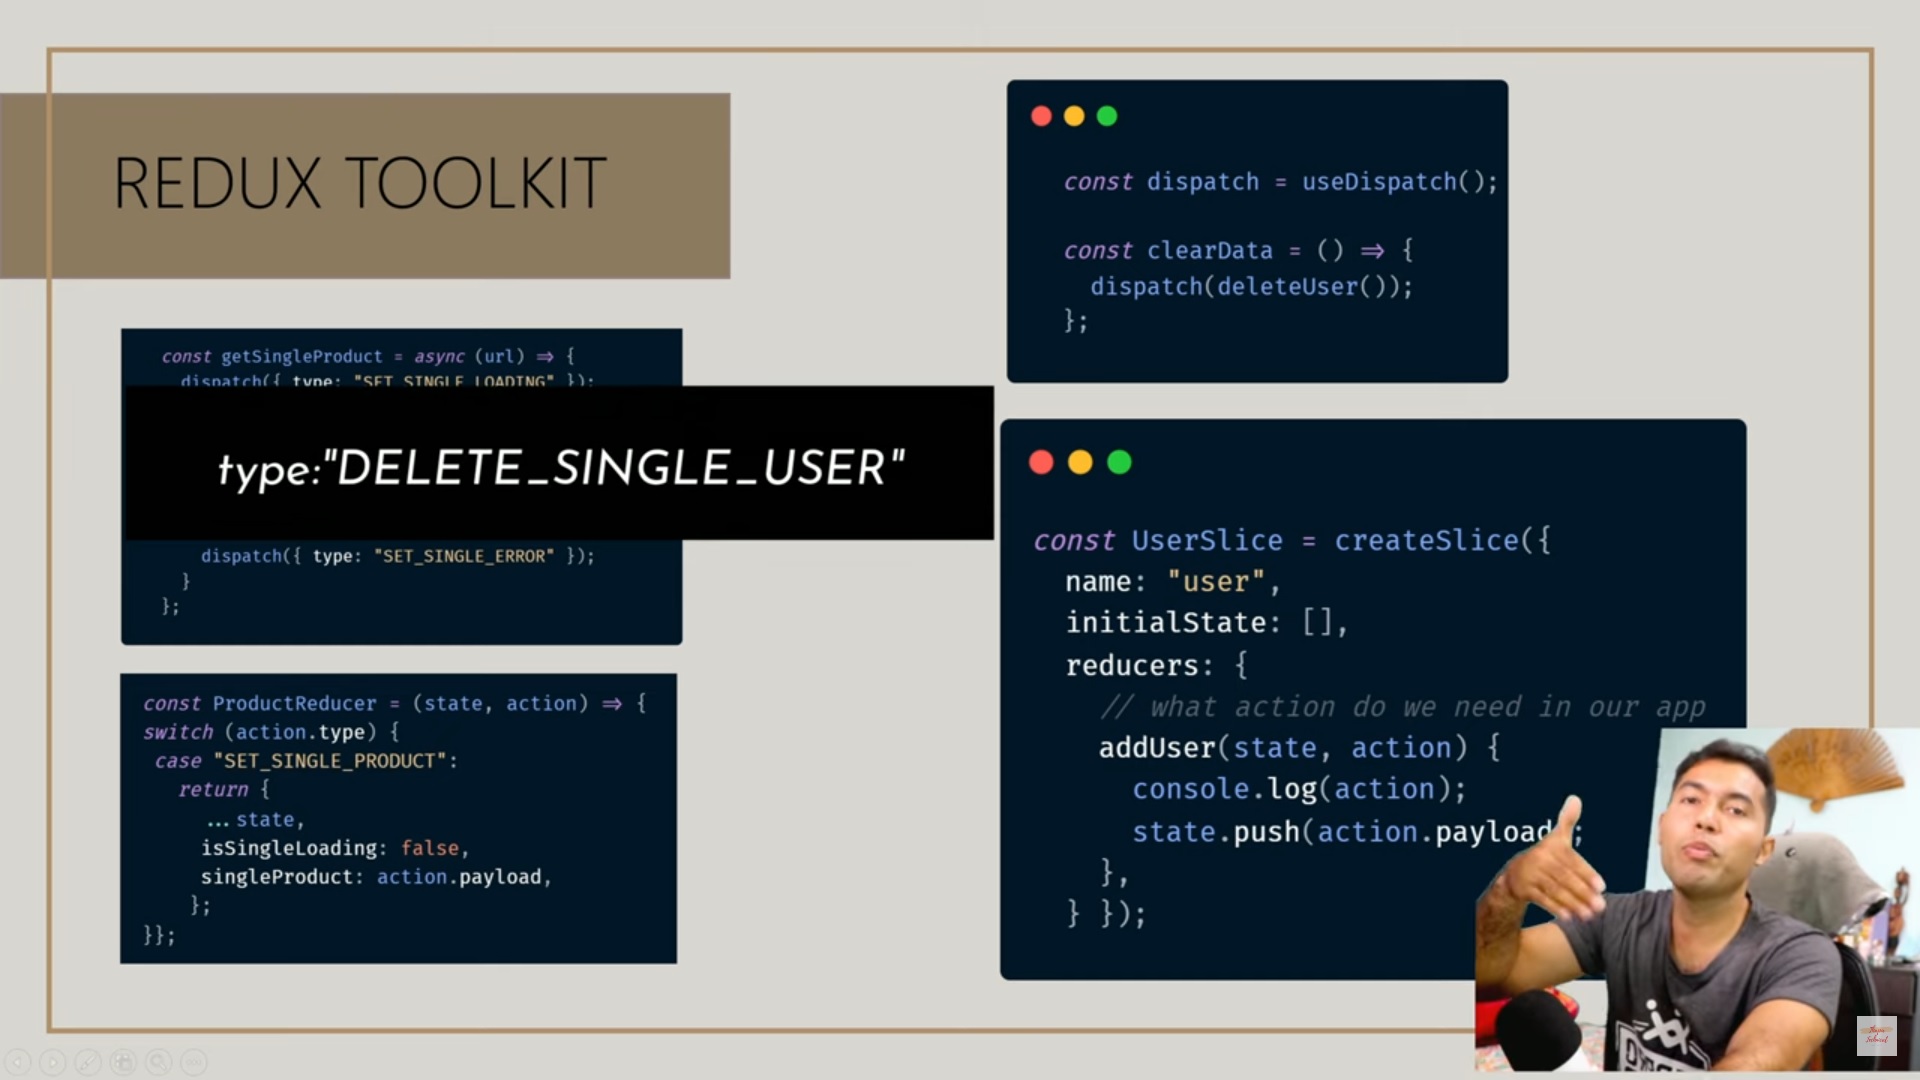 REDUX TOOLKIT
const getSingleProduct = async (url) ⇒ {
dispatch({ type: "SET_SINGLE_LOADING" });
type:"DELETE_SINGLE_USER"
dispatch({ type: "SET_SINGLE_ERROR" });
}
};
const ProductReducer = (state, action) ⇒ {
switch (action.type) {
case "SET_SINGLE_PRODUCT":
return {
...state,
isSingleLoading: false,
singleProduct: action.payload,
};
}};
const dispatch = useDispatch();
const clearData = () ⇒ {
dispatch(deleteUser());
};
const UserSlice = createSlice({
name: "user",
initialState: [],
reducers: {
// what action do we need in our app
addUser(state, action) {
console.log(action);
state.push(action.payload;
},
} });